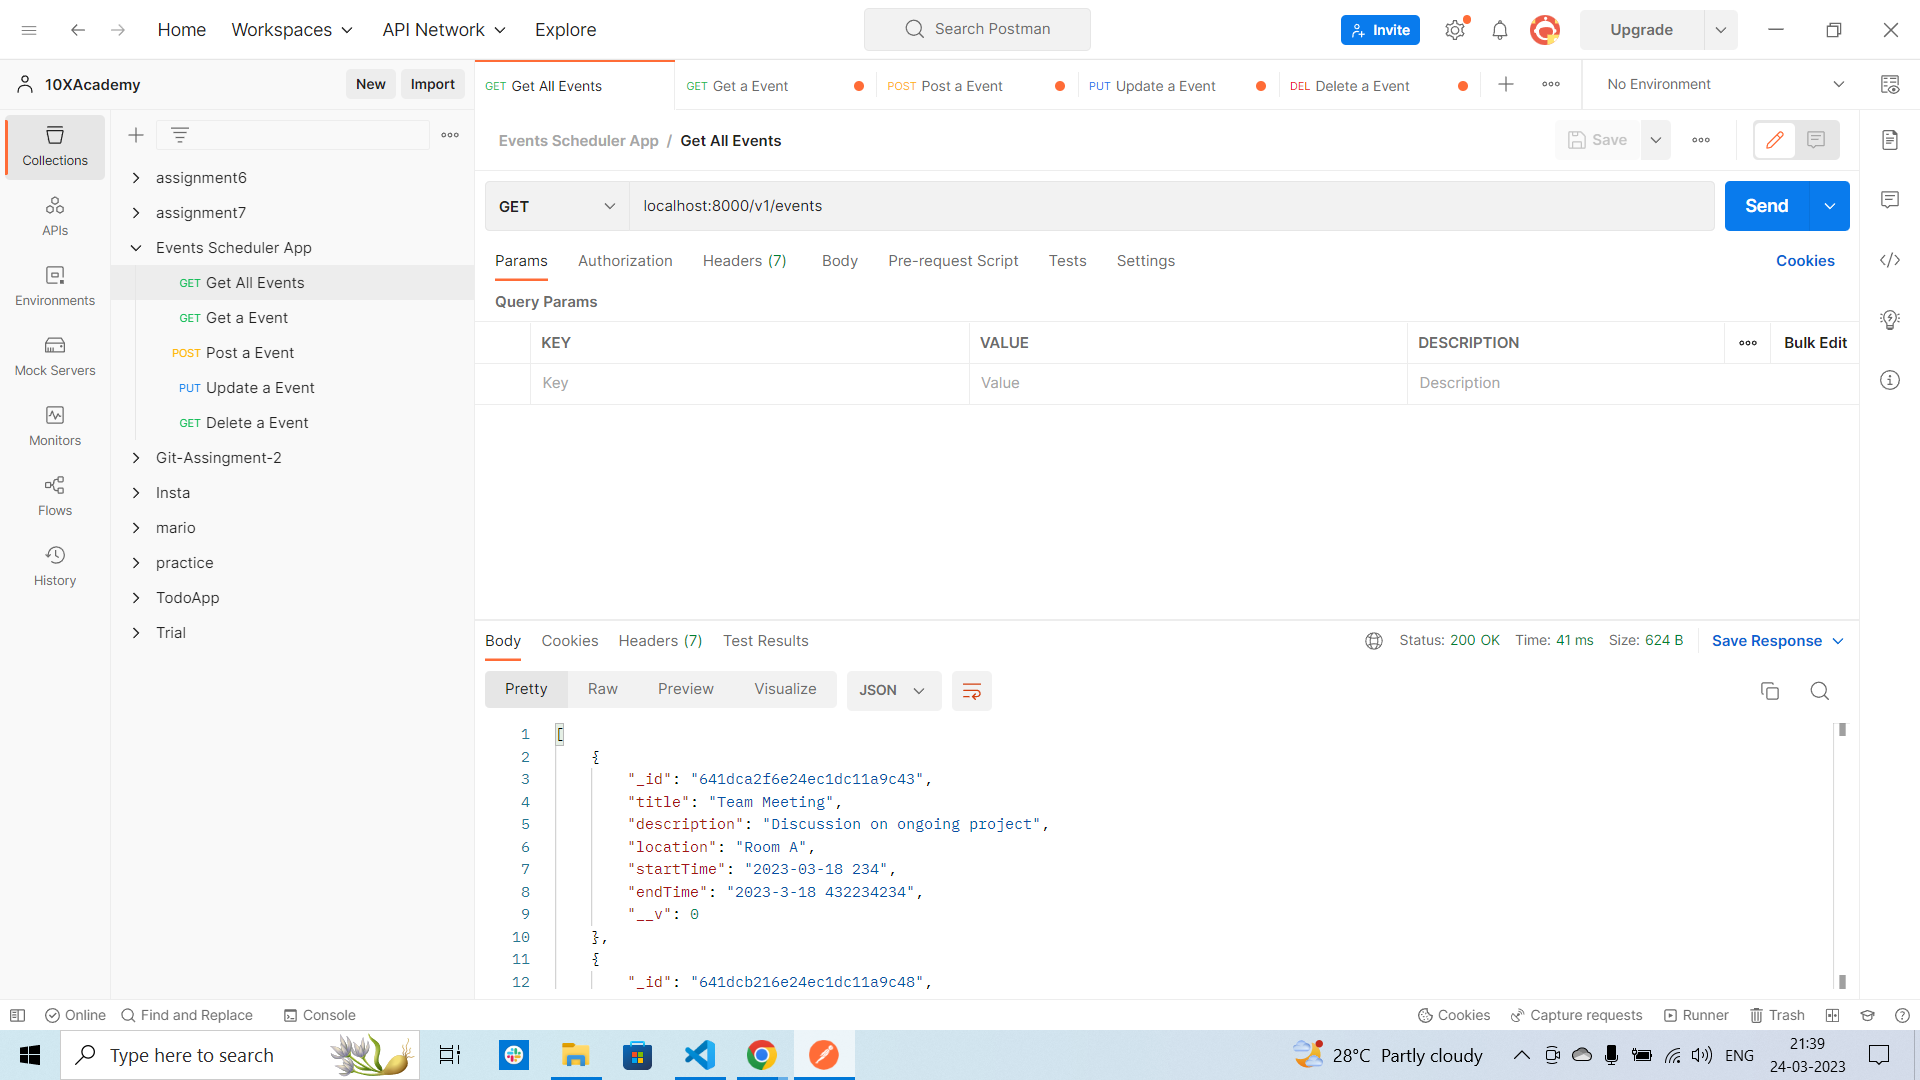 Home Workspaces API Network Explore Search Postman Invite Upgrade
10XAcademy New Import GET Get All Events GET Get a Event POST Post a Event PUT Update a Event DEL Delete a Event No Environment
Events Scheduler App / Get All Events Save
Collections
APIs
Environments
Mock Servers
Monitors
Flows
History
assignment6
assignment7
Events Scheduler App
GET Get All Events
GET Get a Event
POST Post a Event
PUT Update a Event
GET Delete a Event
Git-Assingment-2
Insta
mario
practice
TodoApp
Trial
GET localhost:8000/v1/events Send
Params Authorization Headers (7) Body Pre-request Script Tests Settings Cookies
Query Params
KEY VALUE DESCRIPTION Bulk Edit
Key Value Description
Body Cookies Headers (7) Test Results Status: 200 OK Time: 41 ms Size: 624 B Save Response
Pretty Raw Preview Visualize JSON
1 [
2 {
3 "_id": "641dca2f6e24ec1dc11a9c43",
4 "title": "Team Meeting",
5 "description": "Discussion on ongoing project",
6 "location": "Room A",
7 "startTime": "2023-03-18 234",
8 "endTime": "2023-3-18 432234234",
9 "__v": 0
10 },
11 {
12 "_id": "641dcb216e24ec1dc11a9c48",
Online Find and Replace Console Cookies Capture requests Runner Trash
Type here to search 28°C Partly cloudy ENG 21:39
24-03-2023